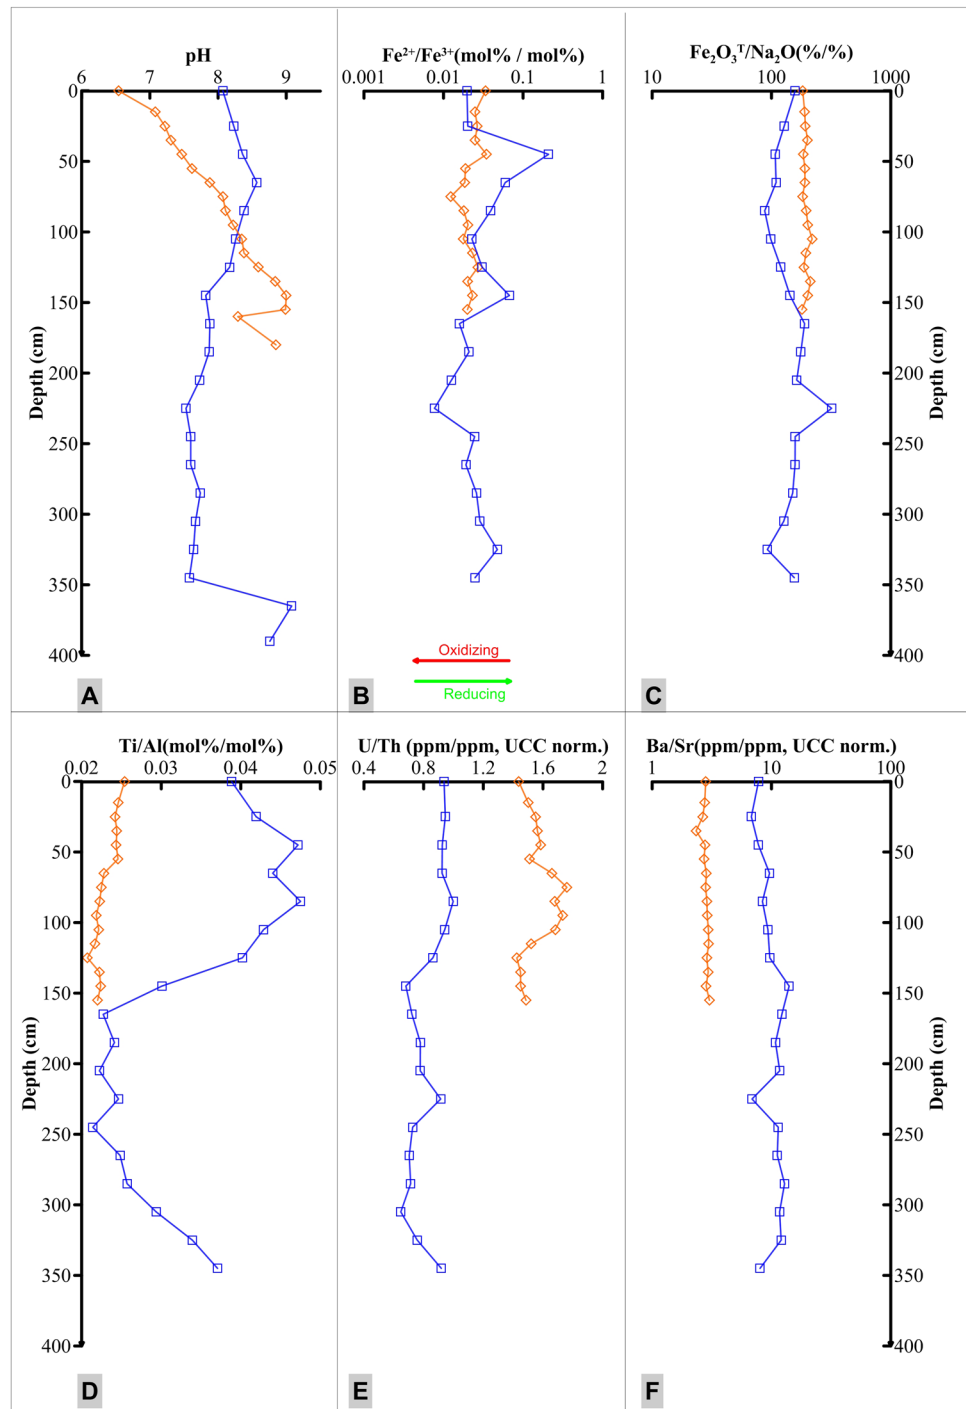 pH
6 7 8 9
Fe²⁺/Fe³⁺(mol% / mol%)
0.001 0.01 0.1 1
Fe₂O₃ᵀ/Na₂O(%/%)
10 100 1000
0
50
100
150
200
250
300
350
400
Depth (cm)
0
50
100
150
200
250
300
350
400
Depth (cm)
Oxidizing
Reducing
A
B
C
Ti/Al(mol%/mol%)
0.02 0.03 0.04 0.05
U/Th (ppm/ppm, UCC norm.)
0.4 0.8 1.2 1.6 2
Ba/Sr(ppm/ppm, UCC norm.)
1 10 100
0
50
100
150
200
250
300
350
400
Depth (cm)
0
50
100
150
200
250
300
350
400
Depth (cm)
D
E
F